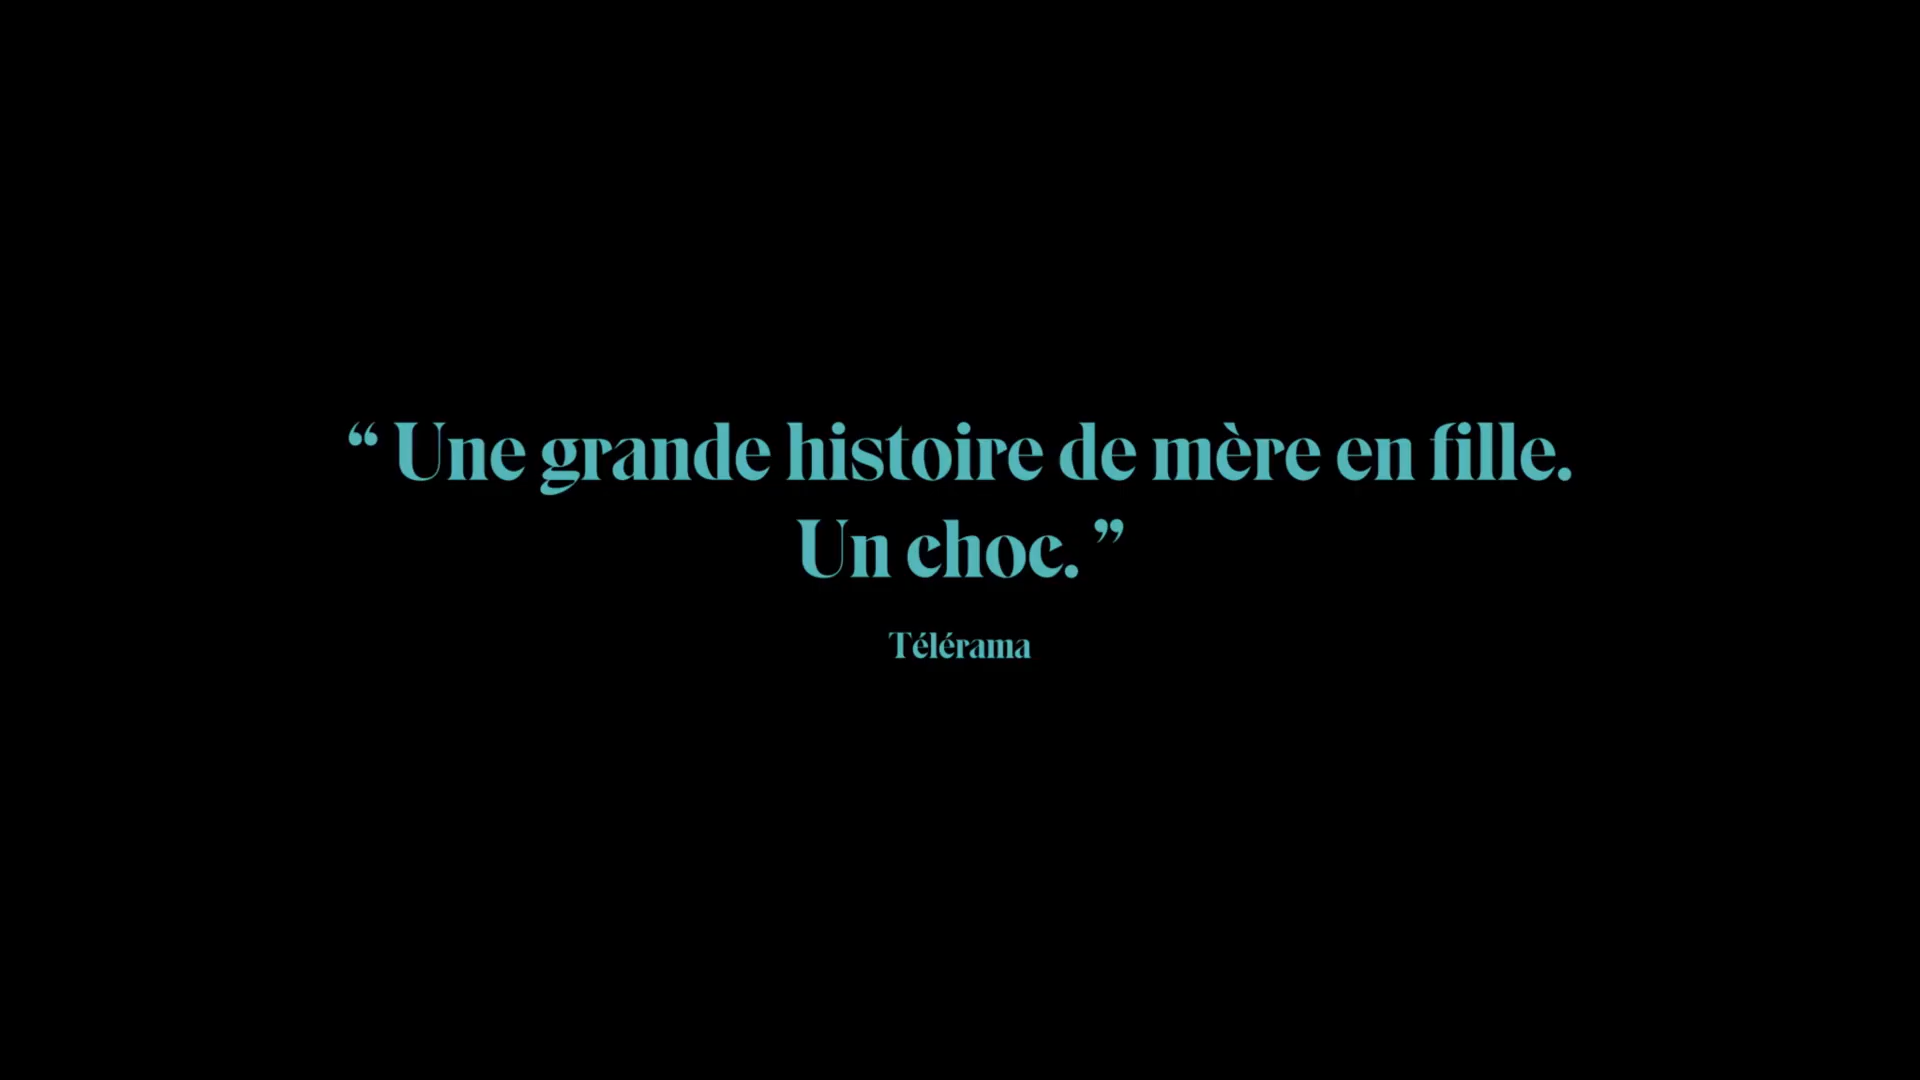 “ Une grande histoire de mère en fille.
Un choc. ”
Télérama